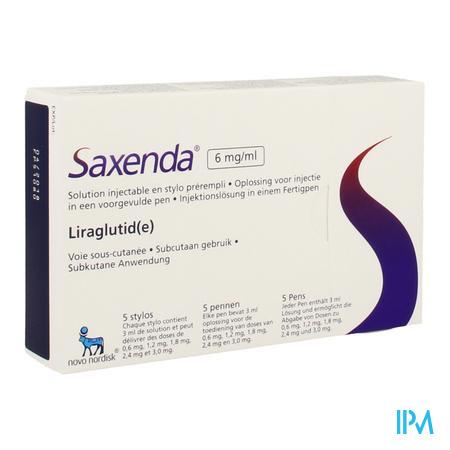 Saxenda® 6 mg/ml
Solution injectable en stylo prérempli • Oplossing voor injectie
in een voorgevulde pen • Injektionslösung in einem Fertigpen
Liraglutid(e)
Voie sous-cutanée • Subcutaan gebruik •
Subkutane Anwendung
5 stylos
Chaque stylo contient
3 ml de solution et peut
délivrer des doses de
0,6 mg, 1,2 mg, 1,8 mg,
2,4 mg et 3,0 mg.
5 pennen
Elke pen bevat 3 ml
oplossing voor de
toediening van doses van
0,6 mg, 1,2 mg, 1,8 mg,
2,4 mg en 3,0 mg.
5 Pens
Jeder Pen enthält 3 ml
Lösung und ermöglicht die
Abgabe von Dosen zu
0,6 mg, 1,2 mg, 1,8 mg,
2,4 mg und 3,0 mg.
novo nordisk®
IPM